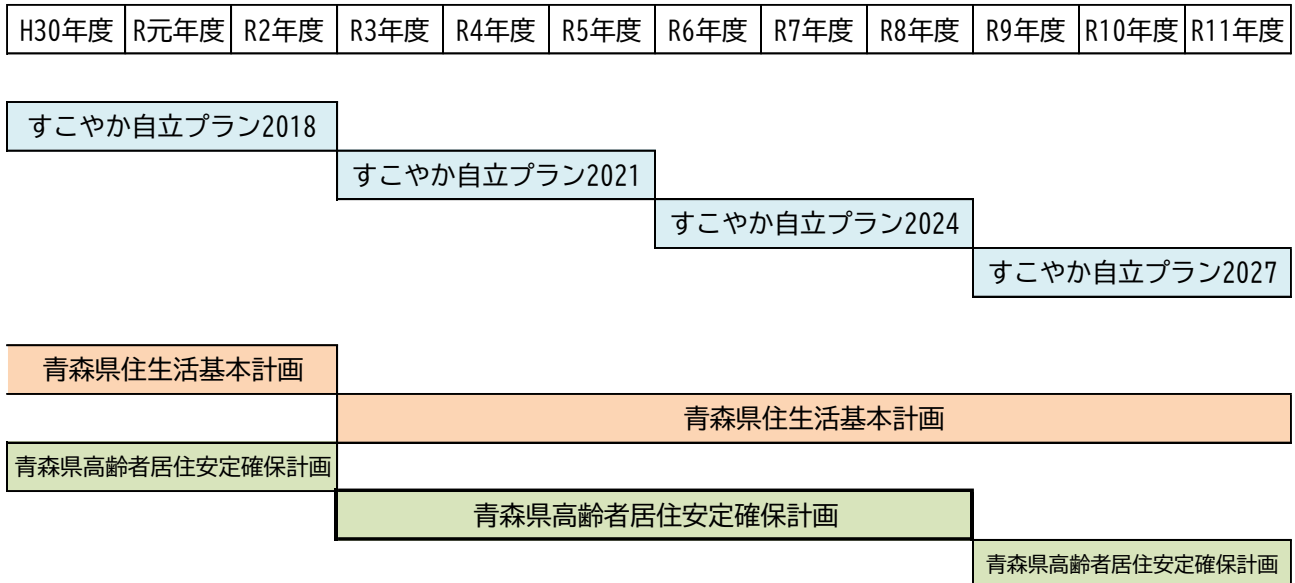 H30年度 R元年度 R2年度 R3年度 R4年度 R5年度 R6年度 R7年度 R8年度 R9年度 R10年度 R11年度
すこやか自立プラン2018
すこやか自立プラン2021
すこやか自立プラン2024
すこやか自立プラン2027
青森県住生活基本計画
青森県住生活基本計画
青森県高齢者居住安定確保計画
青森県高齢者居住安定確保計画
青森県高齢者居住安定確保計画